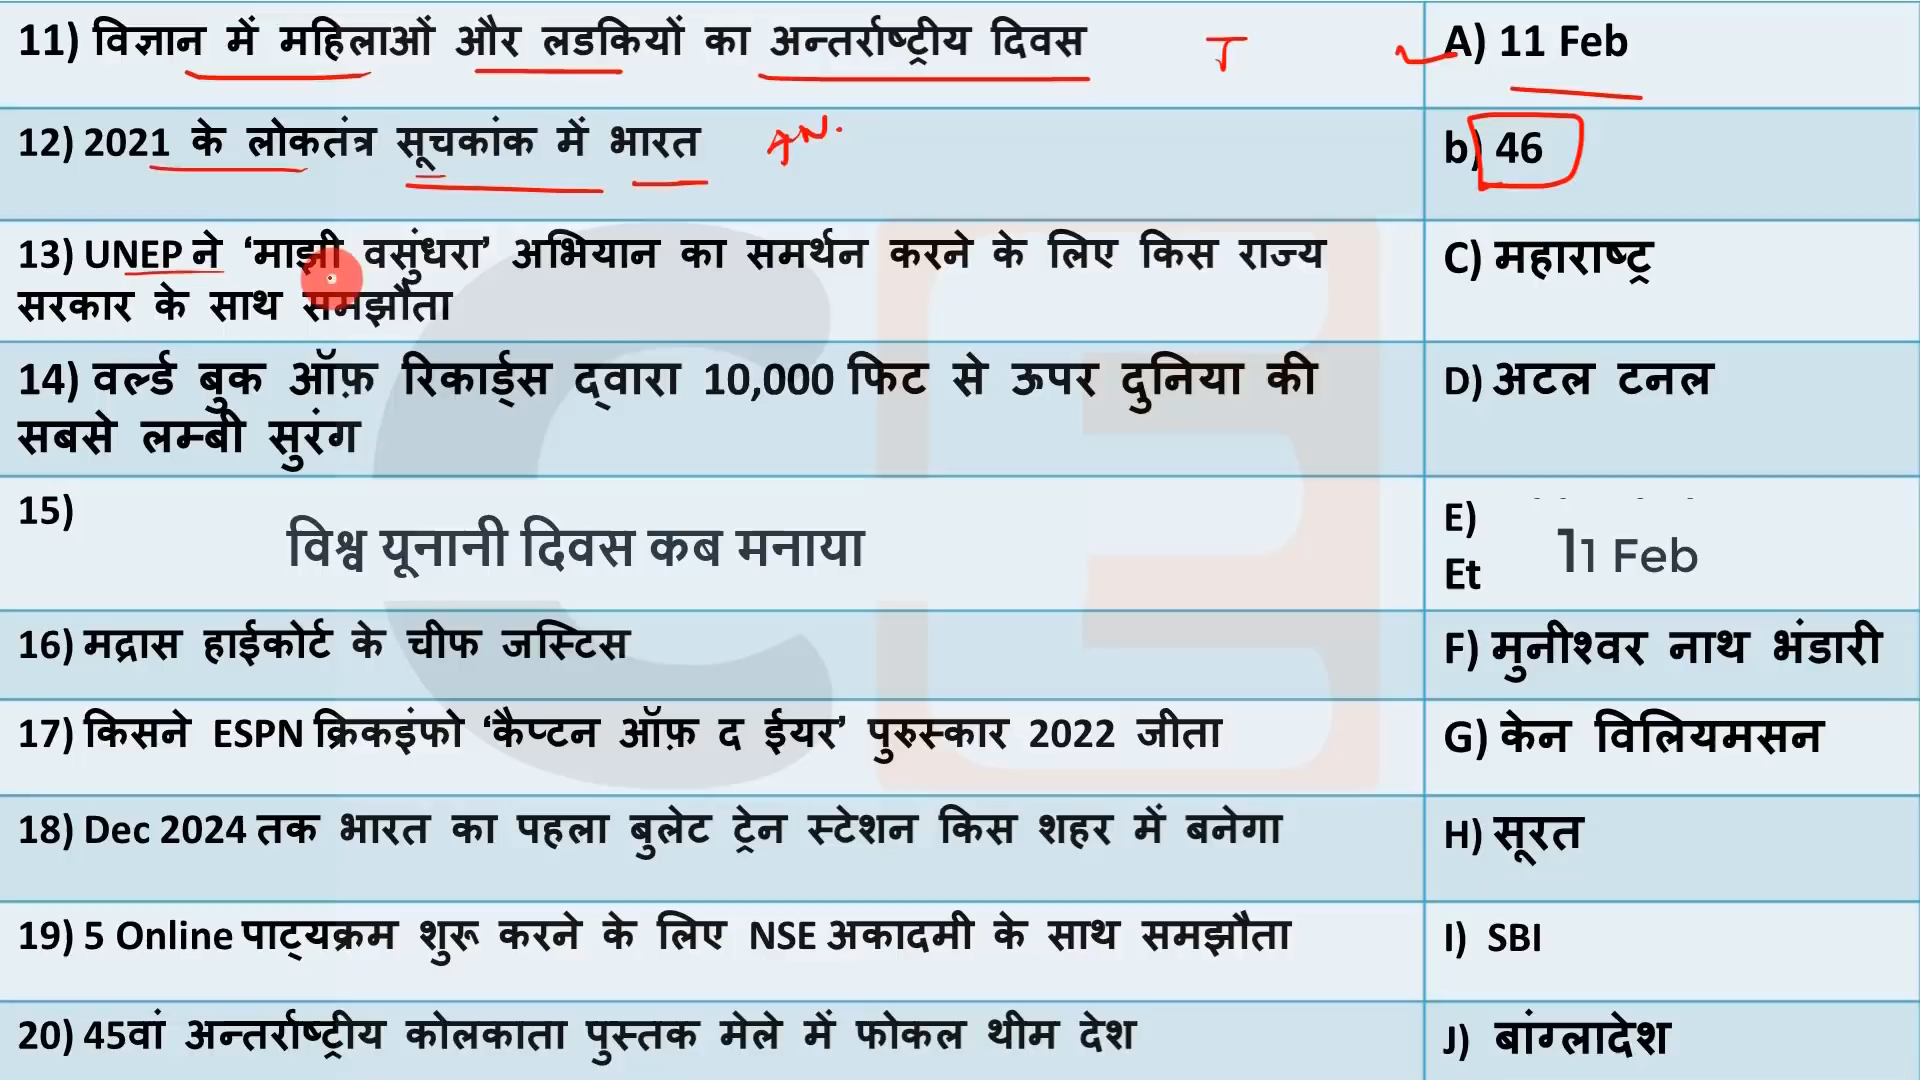 11) विज्ञान में महिलाओं और लडकियों का अन्तर्राष्ट्रीय दिवस
A) 11 Feb
12) 2021 के लोकतंत्र सूचकांक में भारत
b) 46
13) UNEP ने ‘माझी वसुंधरा’ अभियान का समर्थन करने के लिए किस राज्य
सरकार के साथ समझौता
C) महाराष्ट्र
14) वर्ल्ड बुक ऑफ़ रिकार्ड्स द्वारा 10,000 फिट से ऊपर दुनिया की
सबसे लम्बी सुरंग
D) अटल टनल
15)
विश्व यूनानी दिवस कब मनाया
E)
11 Feb
Et
16) मद्रास हाईकोर्ट के चीफ जस्टिस
F) मुनीश्वर नाथ भंडारी
17) किसने ESPN क्रिकइंफो ‘कैप्टन ऑफ़ द ईयर’ पुरुस्कार 2022 जीता
G) केन विलियमसन
18) Dec 2024 तक भारत का पहला बुलेट ट्रेन स्टेशन किस शहर में बनेगा
H) सूरत
19) 5 Online पाट्यक्रम शुरू करने के लिए NSE अकादमी के साथ समझौता
I) SBI
20) 45वां अन्तर्राष्ट्रीय कोलकाता पुस्तक मेले में फोकल थीम देश
J) बांग्लादेश